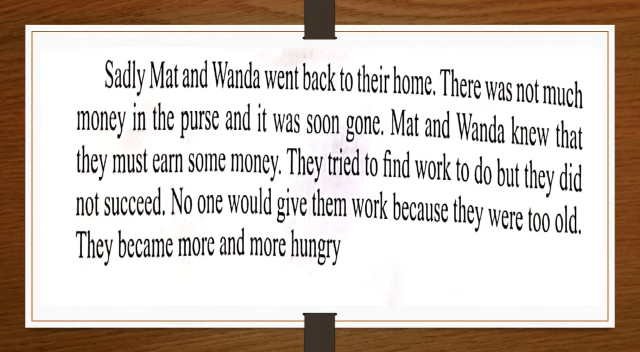 Sadly Mat and Wanda went back to their home. There was not much
money in the purse and it was soon gone. Mat and Wanda knew that
they must earn some money. They tried to find work to do but they did
not succeed. No one would give them work because they were too old.
They became more and more hungry